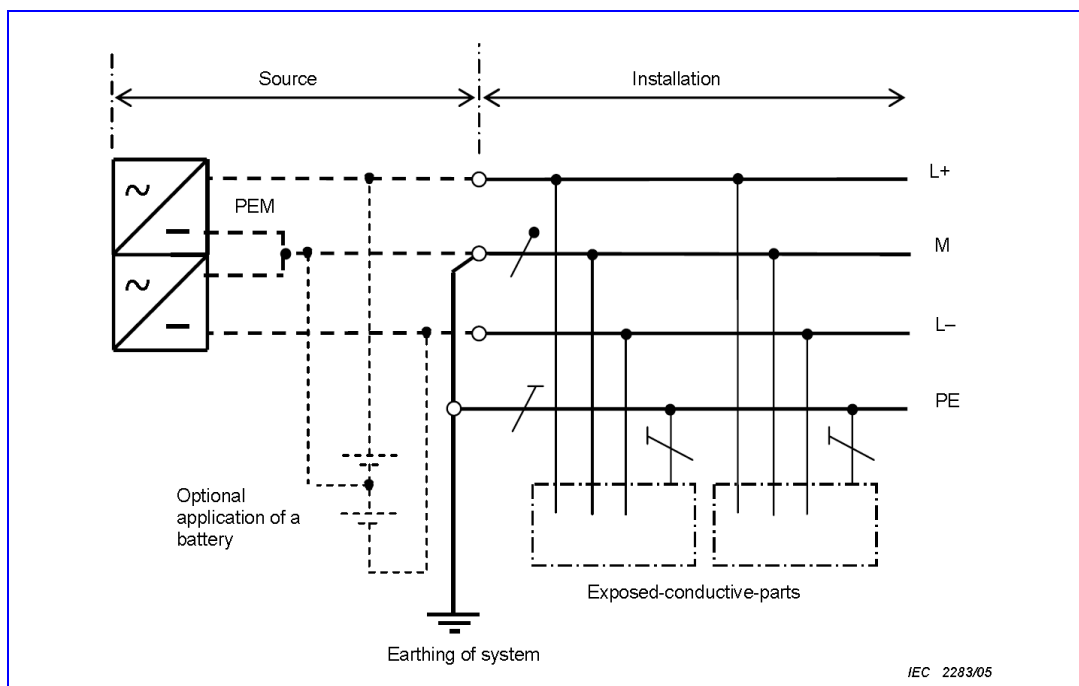 Source
Installation
L+
PEM
M
L–
PE
Optional
application of a
battery
Exposed-conductive-parts
Earthing of system
IEC 2283/05